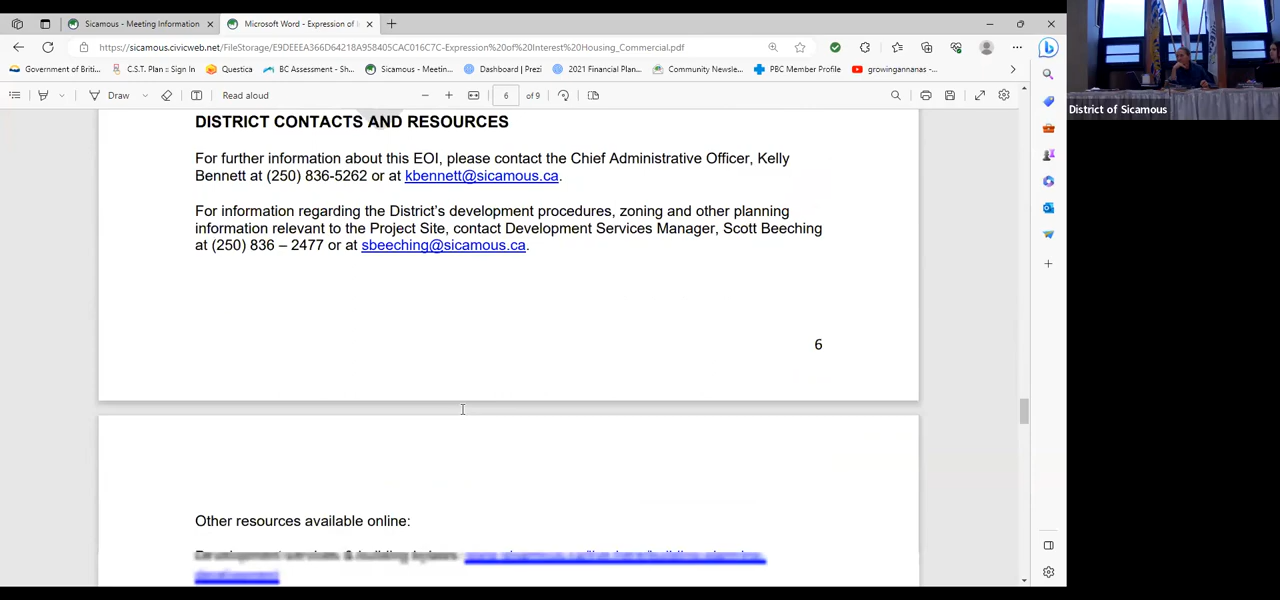 Sicamous - Meeting Information
Microsoft Word - Expression of I
https://sicamous.civicweb.net/FileStorage/E9DEEEA366D64218A958405CAC016C7C-Expression%20of%20Interest%20Housing_Commercial.pdf
Government of Briti...
C.S.T. Plan :: Sign In
Questica
BC Assessment - Sh...
Sicamous - Meetin...
Dashboard | Prezi
2021 Financial Plan...
Community Newsle...
PBC Member Profile
growingannanas -...
Draw
Read aloud
6
of 9
District of Sicamous
DISTRICT CONTACTS AND RESOURCES
For further information about this EOI, please contact the Chief Administrative Officer, Kelly
Bennett at (250) 836-5262 or at kbennett@sicamous.ca.
For information regarding the District's development procedures, zoning and other planning
information relevant to the Project Site, contact Development Services Manager, Scott Beeching
at (250) 836 – 2477 or at sbeeching@sicamous.ca.
6
Other resources available online:
Development services & building bylaws